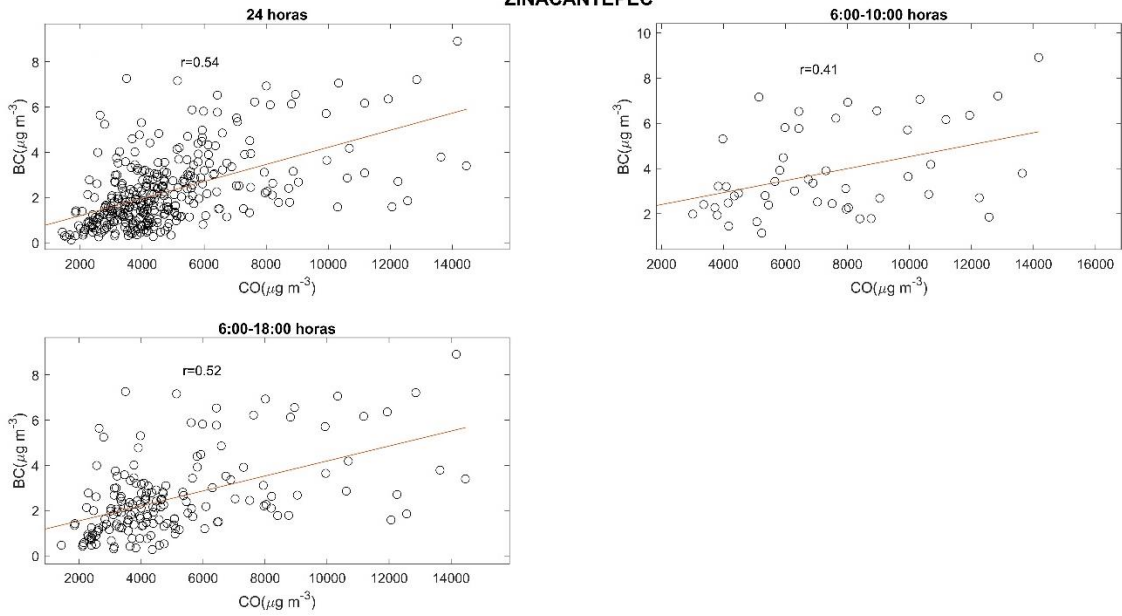 ZINACANTEPEC
24 horas
r=0.54
BC(µg m⁻³)
8
6
4
2
0
2000 4000 6000 8000 10000 12000 14000
CO(µg m⁻³)
6:00-10:00 horas
r=0.41
BC(µg m⁻³)
10
8
6
4
2
2000 4000 6000 8000 10000 12000 14000 16000
CO(µg m⁻³)
6:00-18:00 horas
r=0.52
BC(µg m⁻³)
8
6
4
2
0
2000 4000 6000 8000 10000 12000 14000
CO(µg m⁻³)